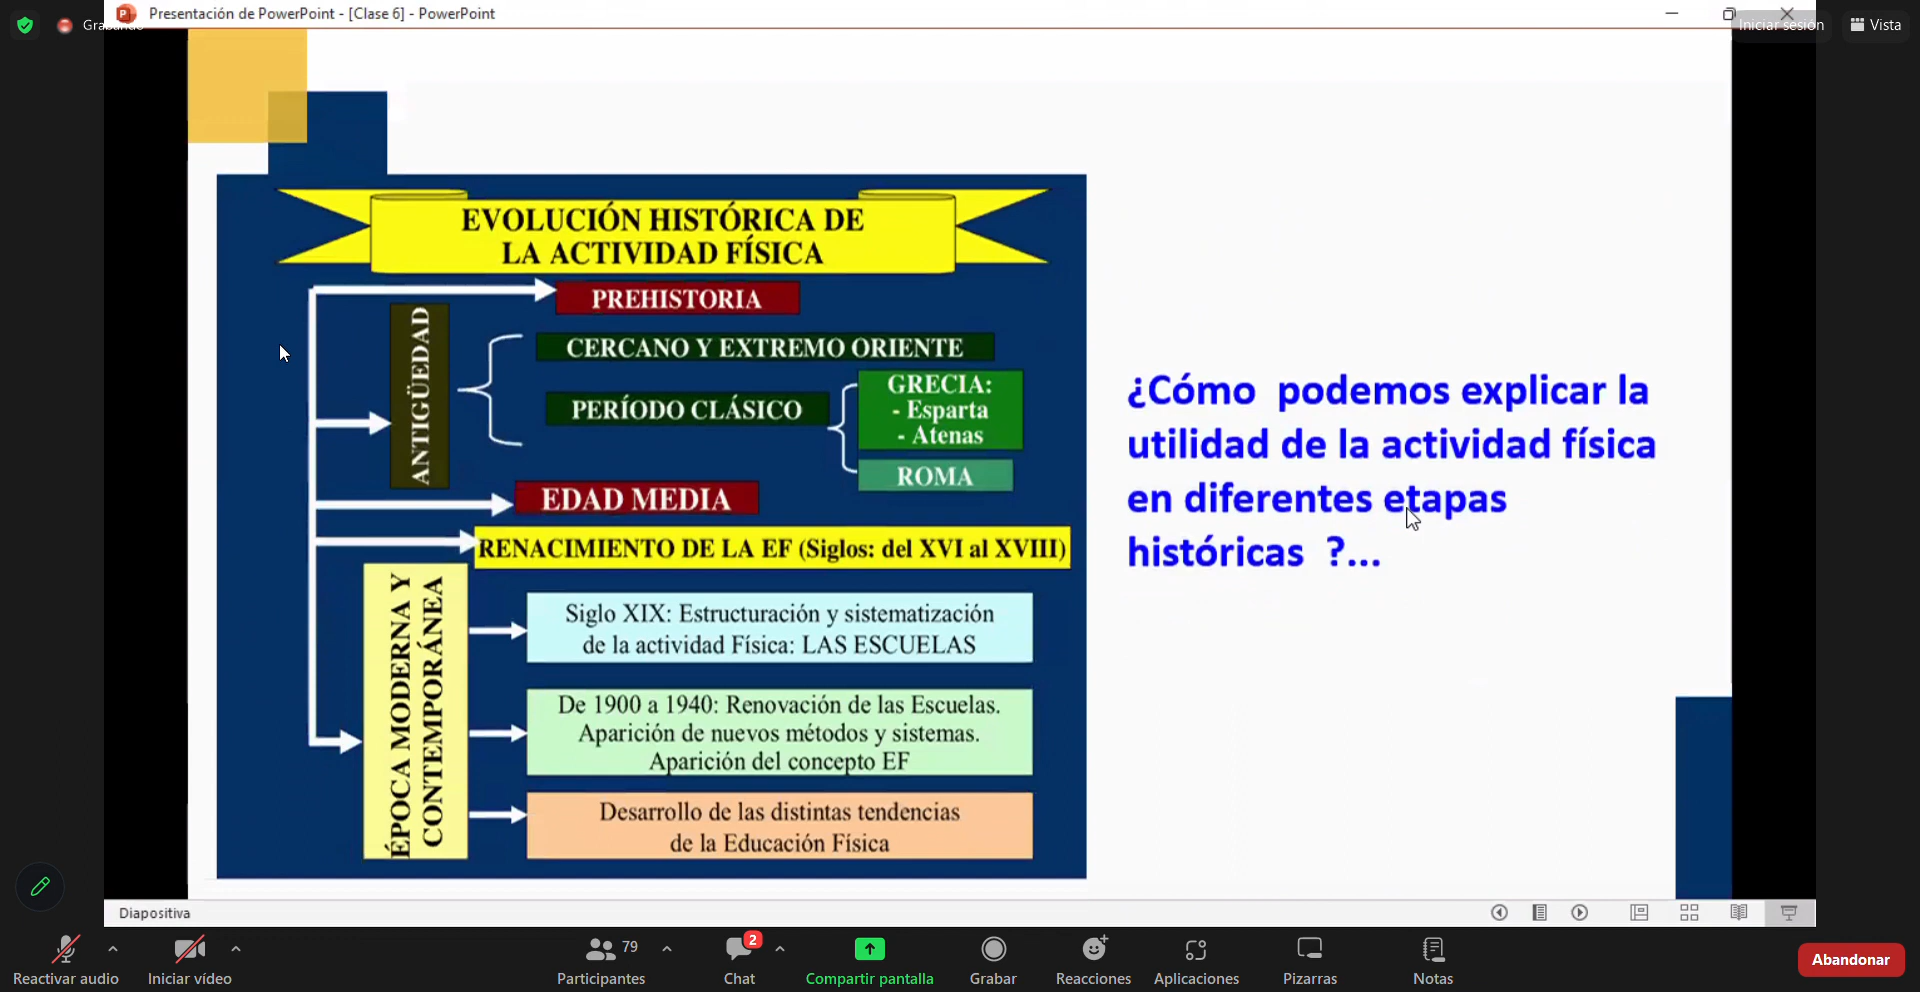 Presentación de PowerPoint - [Clase 6] - PowerPoint
Grabando
Iniciar sesión
Vista
EVOLUCIÓN HISTÓRICA DE
LA ACTIVIDAD FÍSICA
PREHISTORIA
ANTIGÜEDAD
CERCANO Y EXTREMO ORIENTE
PERÍODO CLÁSICO
GRECIA:
- Esparta
- Atenas
ROMA
EDAD MEDIA
RENACIMIENTO DE LA EF (Siglos: del XVI al XVIII)
ÉPOCA MODERNA Y
CONTEMPORÁNEA
Siglo XIX: Estructuración y sistematización
de la actividad Física: LAS ESCUELAS
De 1900 a 1940: Renovación de las Escuelas.
Aparición de nuevos métodos y sistemas.
Aparición del concepto EF
Desarrollo de las distintas tendencias
de la Educación Física
¿Cómo podemos explicar la
utilidad de la actividad física
en diferentes etapas
históricas ?...
Diapositiva
Reactivar audio
Iniciar vídeo
79
Participantes
2
Chat
Compartir pantalla
Grabar
Reacciones
Aplicaciones
Pizarras
Notas
Abandonar